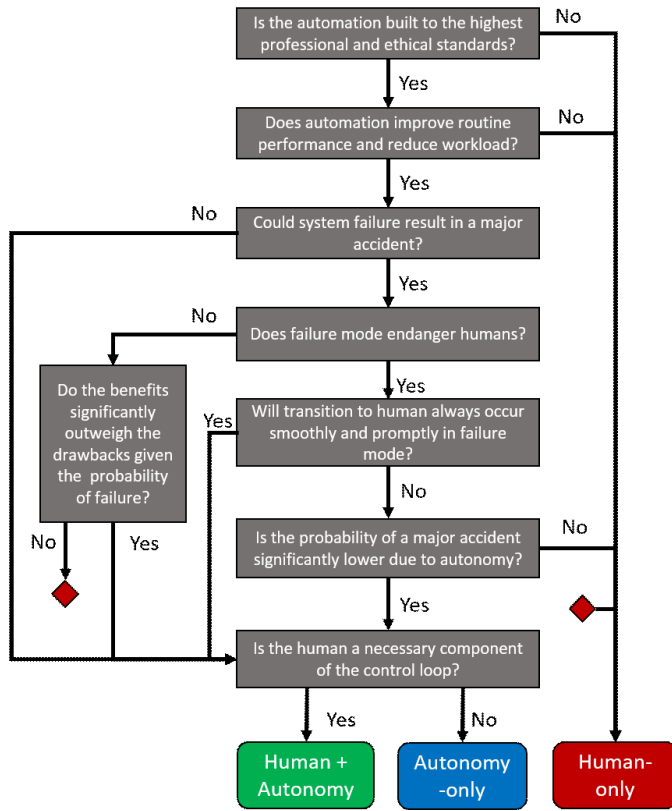 Is the automation built to the highest
professional and ethical standards?
No
Yes
Does automation improve routine
performance and reduce workload?
No
Yes
No
Could system failure result in a major
accident?
Yes
No
Does failure mode endanger humans?
Yes
Do the benefits
significantly
outweigh the
drawbacks given
the probability
of failure?
Yes
Will transition to human always occur
smoothly and promptly in failure
mode?
No
No
Yes
Is the probability of a major accident
significantly lower due to autonomy?
No
Yes
Is the human a necessary component
of the control loop?
Yes
No
Human +
Autonomy
Autonomy
-only
Human-
only